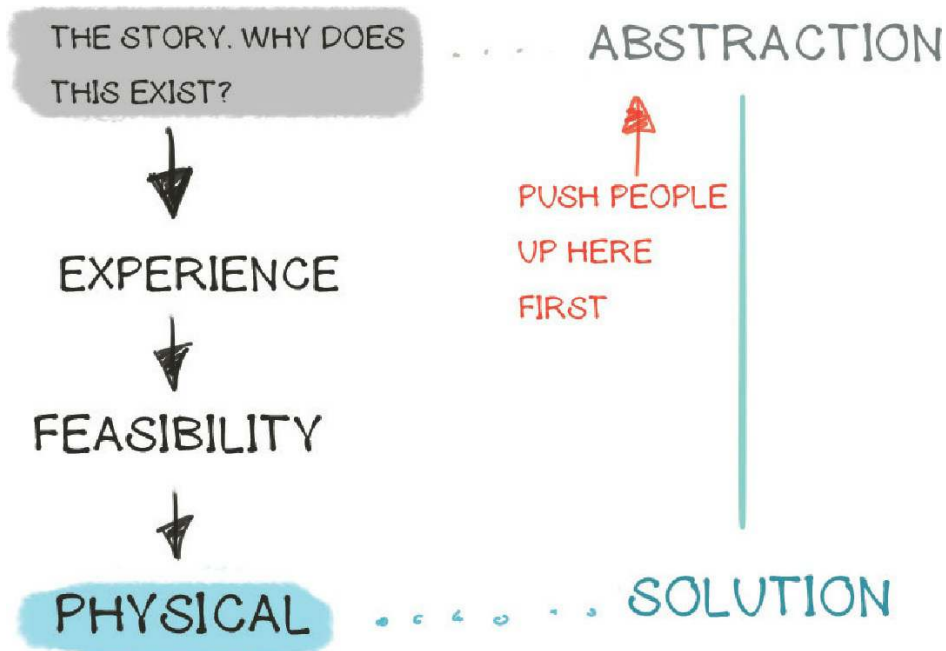 THE STORY. WHY DOES
THIS EXIST?
ABSTRACTION
PUSH PEOPLE
UP HERE
FIRST
EXPERIENCE
FEASIBILITY
PHYSICAL
SOLUTION